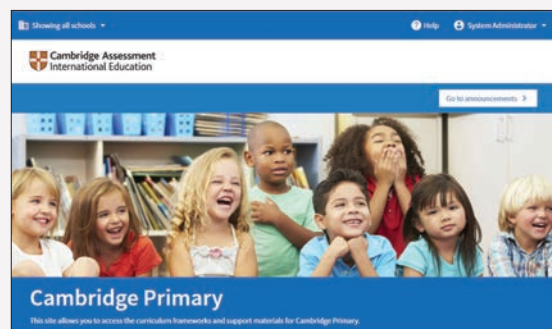 Showing all schools
Help
System Administrator
Cambridge Assessment
International Education
Go to announcements
Cambridge Primary
This site allows you to access the curriculum frameworks and support materials for Cambridge Primary.